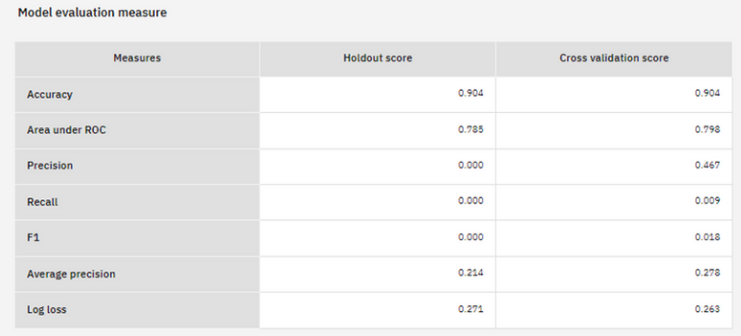 Model evaluation measure
Measures Holdout score Cross validation score
Accuracy 0.904 0.904
Area under ROC 0.785 0.798
Precision 0.000 0.467
Recall 0.000 0.009
F1 0.000 0.018
Average precision 0.214 0.278
Log loss 0.271 0.263